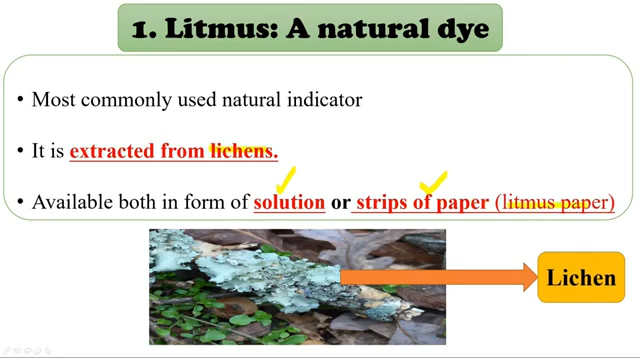 1. Litmus: A natural dye
• Most commonly used natural indicator
• It is extracted from lichens.
• Available both in form of solution or strips of paper (litmus paper)
Lichen